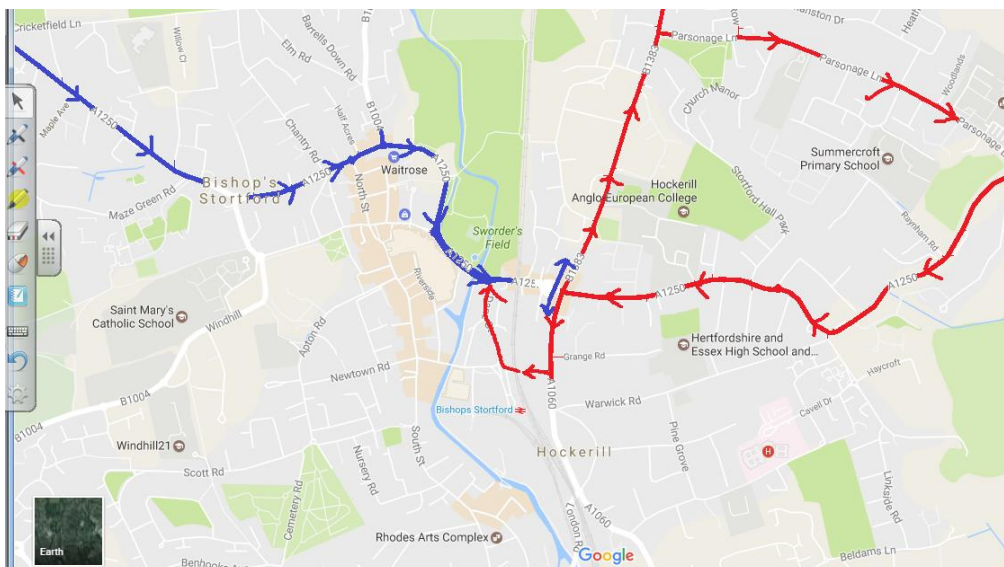 Cricketfield Ln
Willow Cl
Elm Rd
Barrells Down Rd
B1004
Half Acres
Maple Ave
A1250
Chantry Rd
A1250
Waitrose
A1250
Bishop's
Stortford
Maze Green Rd
North St
Sworder's
Field
A1250
Riverside
A125
B1383
B1383
Parsonage Ln
Parsonage Ln
Parsonage Ln
Woodlands
Church Manor
Summercroft
Primary School
Hockerill
Anglo European College
Stortford Hall Park
Raynham Rd
A1250
A1250
Saint Mary's
Catholic School
Windhill
Apton Rd
Newtown Rd
B1004
B1004
Windhill21
Scott Rd
Cemetery Rd
Nursery Rd
South St
Bishops Stortford
Grange Rd
A1060
Warwick Rd
Hertfordshire and
Essex High School and...
Haycroft
Cavell Dr
H
Pine Grove
Linkside Rd
Hockerill
London Rd
A1060
Beldams Ln
Rhodes Arts Complex
Google
Earth